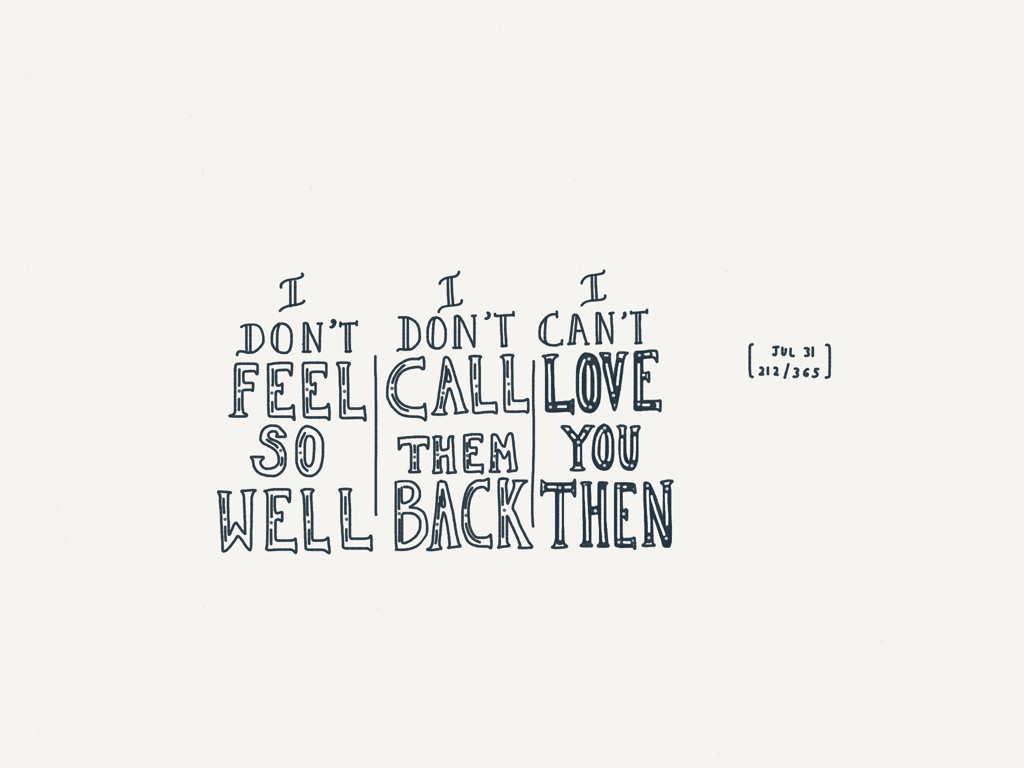 I
DON'T
FEEL
SO
WELL
I
DON'T
CALL
THEM
BACK
I
CAN'T
LOVE
YOU
THEN
[ JUL 31
212/365 ]